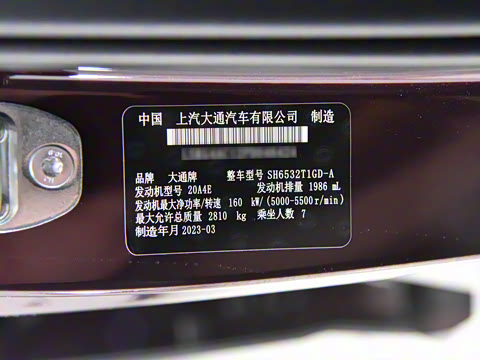 中国 上汽大通汽车有限公司 制造
品牌 大通牌 整车型号 SH6532T1GD-A
发动机型号 20A4E 发动机排量 1986 mL
发动机最大净功率/转速 160 kW/(5000-5500r/min)
最大允许总质量 2810 kg 乘坐人数 7
制造年月 2023-03